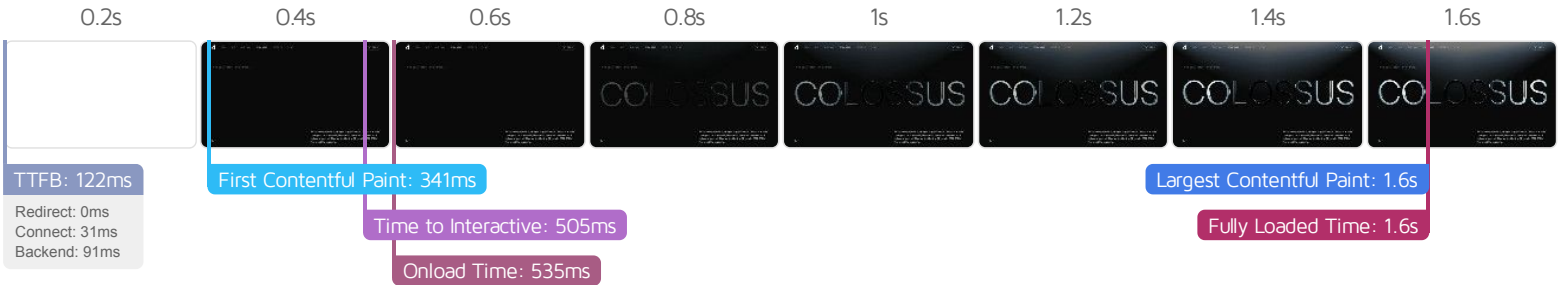 0.2s
0.4s
0.6s
0.8s
1s
1.2s
1.4s
1.6s
COLOSSUS
COLOSSUS
COLOSSUS
COLOSSUS
COLOSSUS
TTFB: 122ms
First Contentful Paint: 341ms
Largest Contentful Paint: 1.6s
Redirect: 0ms
Connect: 31ms
Backend: 91ms
Time to Interactive: 505ms
Fully Loaded Time: 1.6s
Onload Time: 535ms